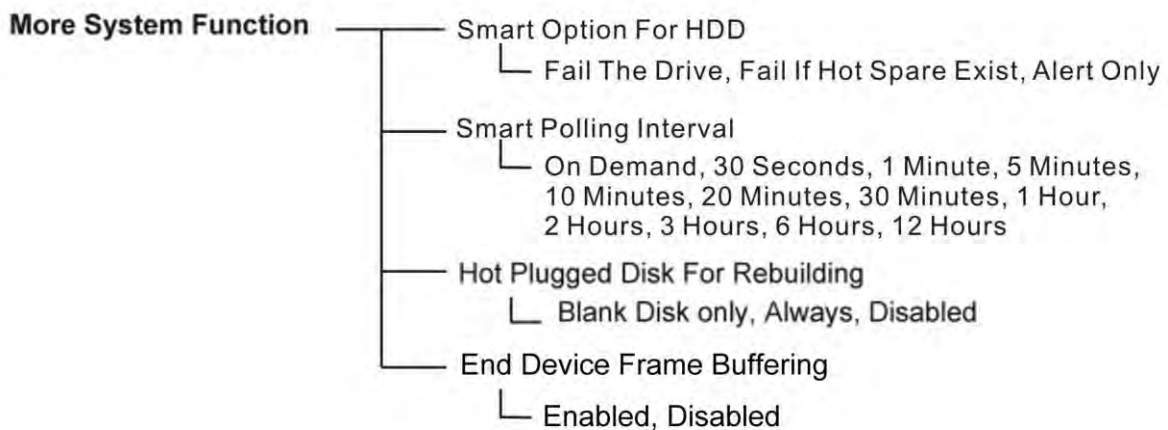 More System Function
Smart Option For HDD
Fail The Drive, Fail If Hot Spare Exist, Alert Only
Smart Polling Interval
On Demand, 30 Seconds, 1 Minute, 5 Minutes,
10 Minutes, 20 Minutes, 30 Minutes, 1 Hour,
2 Hours, 3 Hours, 6 Hours, 12 Hours
Hot Plugged Disk For Rebuilding
Blank Disk only, Always, Disabled
End Device Frame Buffering
Enabled, Disabled